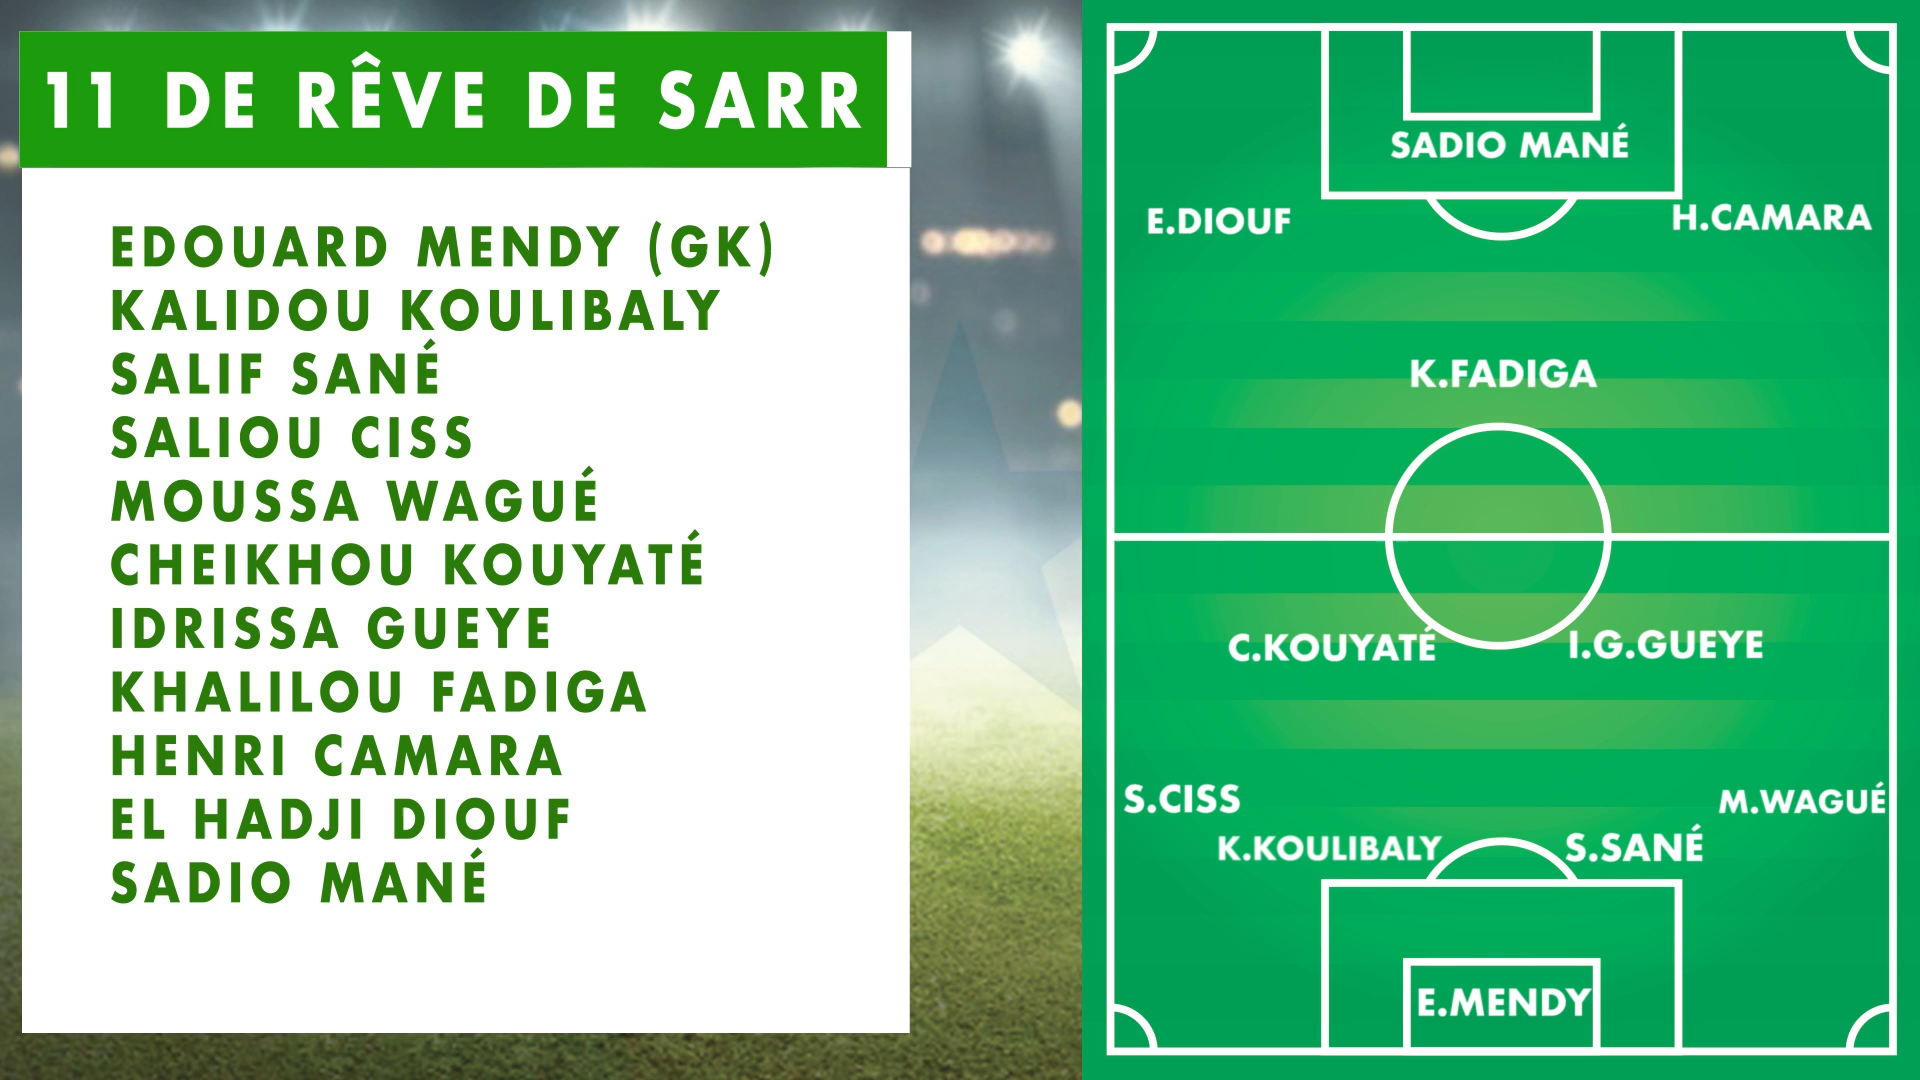 11 DE RÊVE DE SARR
EDOUARD MENDY (GK)
KALIDOU KOULIBALY
SALIF SANÉ
SALIOU CISS
MOUSSA WAGUÉ
CHEIKHOU KOUYATÉ
IDRISSA GUEYE
KHALILOU FADIGA
HENRI CAMARA
EL HADJI DIOUF
SADIO MANÉ
SADIO MANÉ
E.DIOUF
H.CAMARA
K.FADIGA
C.KOUYATÉ
I.G.GUEYE
S.CISS
M.WAGUÉ
K.KOULIBALY
S.SANÉ
E.MENDY